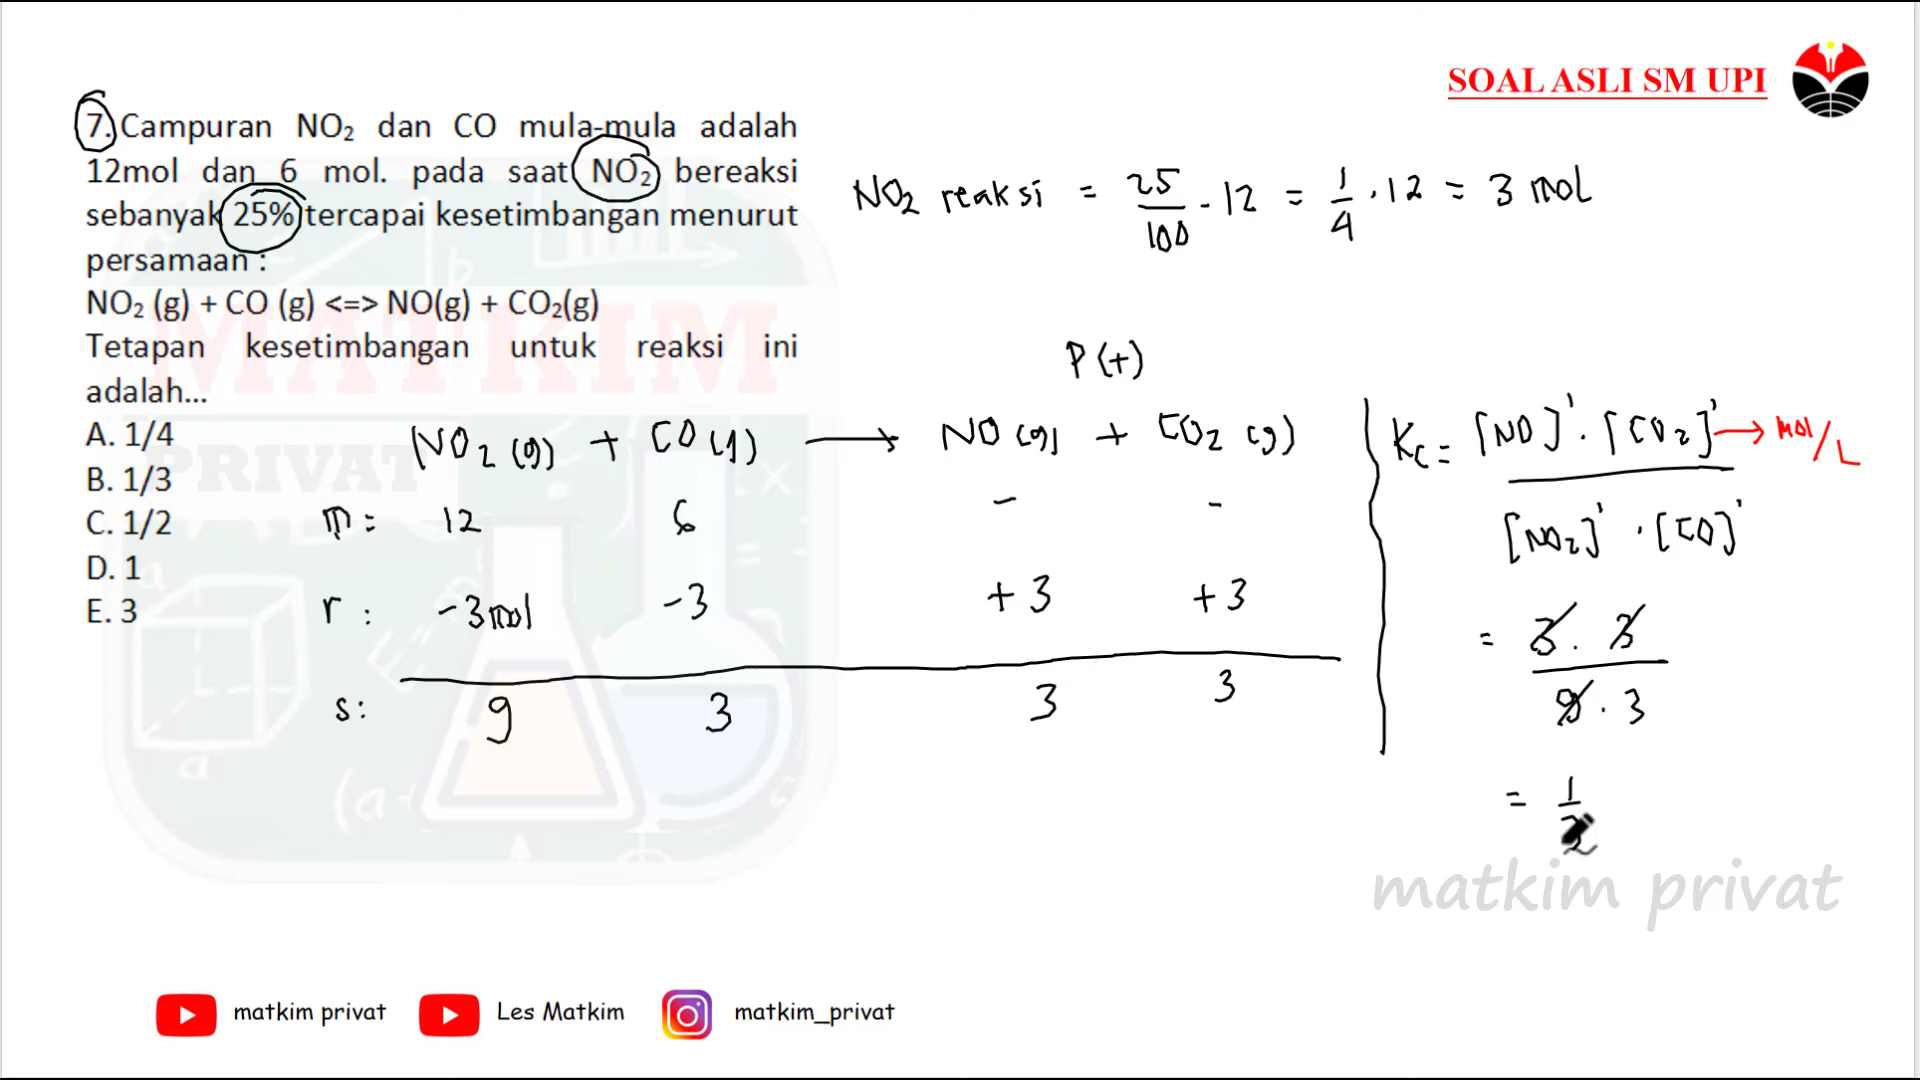 SOAL ASLI SM UPI
7. Campuran NO₂ dan CO mula-mula adalah
12mol dan 6 mol. pada saat NO₂ bereaksi
sebanyak 25% tercapai kesetimbangan menurut
persamaan :
NO₂ (g) + CO (g) <=> NO(g) + CO₂(g)
Tetapan kesetimbangan untuk reaksi ini
adalah...
A. 1/4
B. 1/3
C. 1/2
D. 1
E. 3
NO₂ reaksi = 25/100 · 12 = 1/4 · 12 = 3 mol
P(+)
NO₂ (g) + CO (g) → NO (g) + CO₂ (g)
m : 12 6 - -
r : -3 mol -3 +3 +3
s : 9 3 3 3
Kc = [NO]¹ · [CO₂]¹ → mol/L
[NO₂]¹ · [CO]¹
= 3 · 3
9 · 3
= 1
MATKIM
PRIVAT
matkim privat
matkim privat Les Matkim matkim_privat